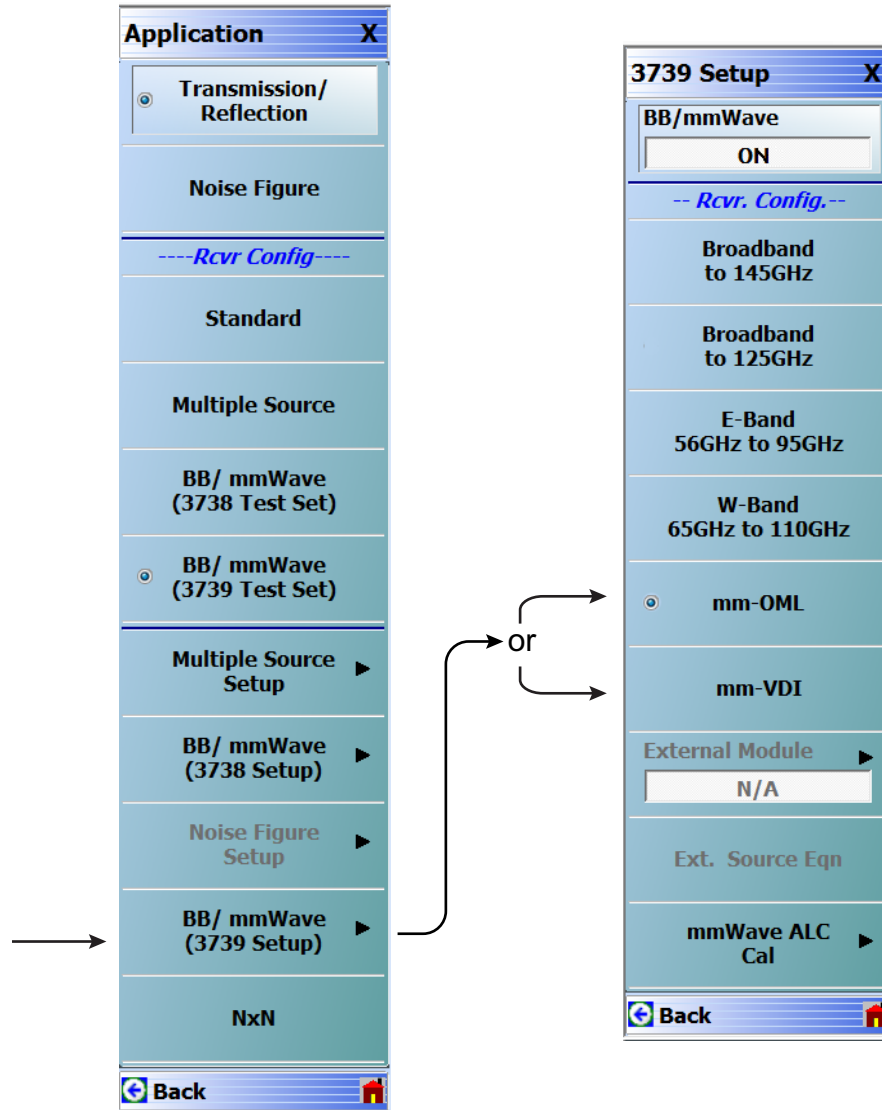 Application X
Transmission/
Reflection
Noise Figure
----Rcvr Config----
Standard
Multiple Source
BB/ mmWave
(3738 Test Set)
BB/ mmWave
(3739 Test Set)
Multiple Source
Setup
BB/ mmWave
(3738 Setup)
Noise Figure
Setup
BB/ mmWave
(3739 Setup)
NxN
Back
or
3739 Setup X
BB/mmWave
ON
-- Rcvr. Config.--
Broadband
to 145GHz
Broadband
to 125GHz
E-Band
56GHz to 95GHz
W-Band
65GHz to 110GHz
mm-OML
mm-VDI
External Module
N/A
Ext. Source Eqn
mmWave ALC
Cal
Back